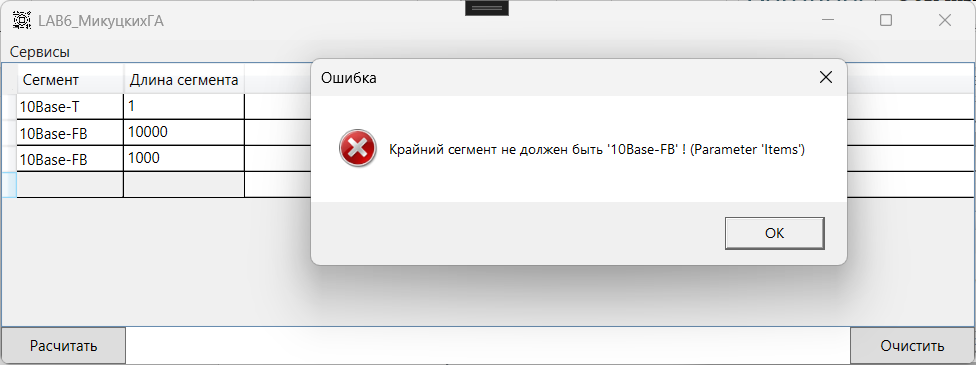 LAB6_МикуцкихГА
Сервисы
Сегмент Длина сегмента
10Base-T 1
10Base-FB 10000
10Base-FB 1000
Ошибка
Крайний сегмент не должен быть '10Base-FB' ! (Parameter 'Items')
ОК
Расчитать
Очистить